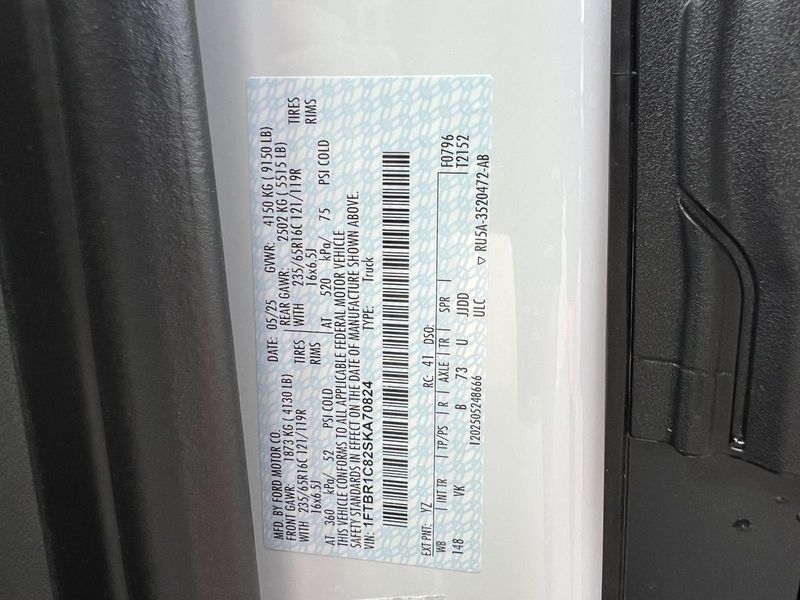 MFD BY FORD MOTOR CO.
DATE: 05/25 GVWR: 4150 KG ( 9150 LB)
FRONT GAWR: 1873 KG ( 4130 LB) REAR GAWR: 2502 KG ( 5515 LB)
WITH 235/65R16C 121/119R TIRES WITH 235/65R16C 121/119R TIRES
16x6.5J RIMS 16x6.5J RIMS
AT 360 kPa/ 52 PSI COLD AT 520 kPa/ 75 PSI COLD
THIS VEHICLE CONFORMS TO ALL APPLICABLE FEDERAL MOTOR VEHICLE
SAFETY STANDARDS IN EFFECT ON THE DATE OF MANUFACTURE SHOWN ABOVE.
VIN: 1FTBR1C82SKA70824 TYPE: Truck
F0796
T2152
EXT PNT: YZ RC: 41 DSO:
WB INT TR TP/PS R AXLE TR SPR
148 VK B 73 U JJDD
1202505248666 ULC ▽ RU5A-3520472-AB